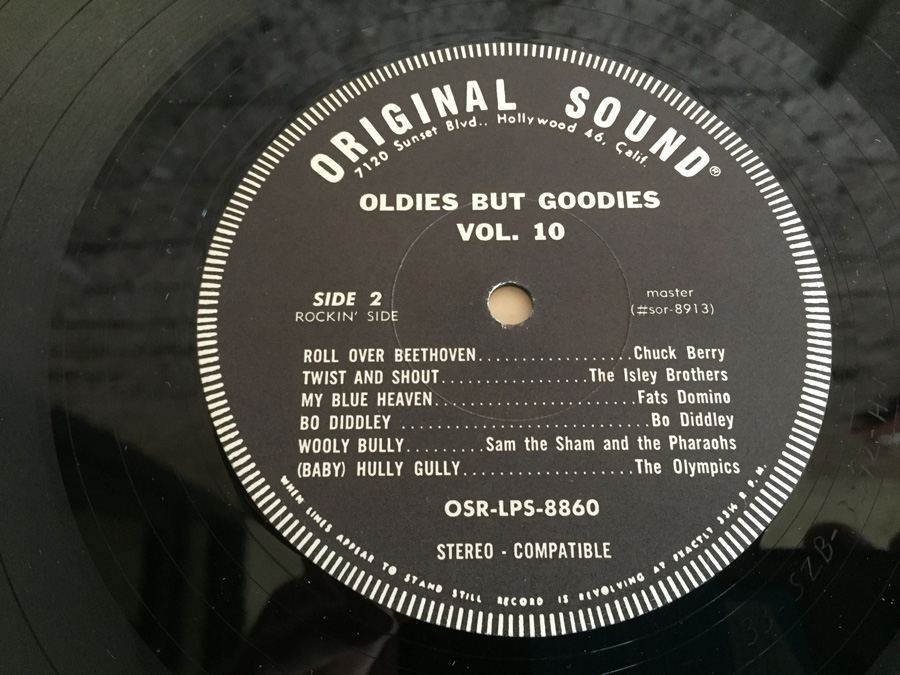 ORIGINAL SOUND®
7120 Sunset Blvd., Hollywood 46, Calif.
OLDIES BUT GOODIES
VOL. 10
SIDE 2
ROCKIN' SIDE
master
(#sor-8913)
ROLL OVER BEETHOVEN..................Chuck Berry
TWIST AND SHOUT.................The Isley Brothers
MY BLUE HEAVEN.......................Fats Domino
BO DIDDLEY ............................Bo Diddley
WOOLY BULLY........Sam the Sham and the Pharaohs
(BABY) HULLY GULLY....................The Olympics
OSR-LPS-8860
STEREO - COMPATIBLE
WHEN LINES APPEAR TO STAND STILL RECORD IS REVOLVING AT EXACTLY 33⅓ R.P.M.